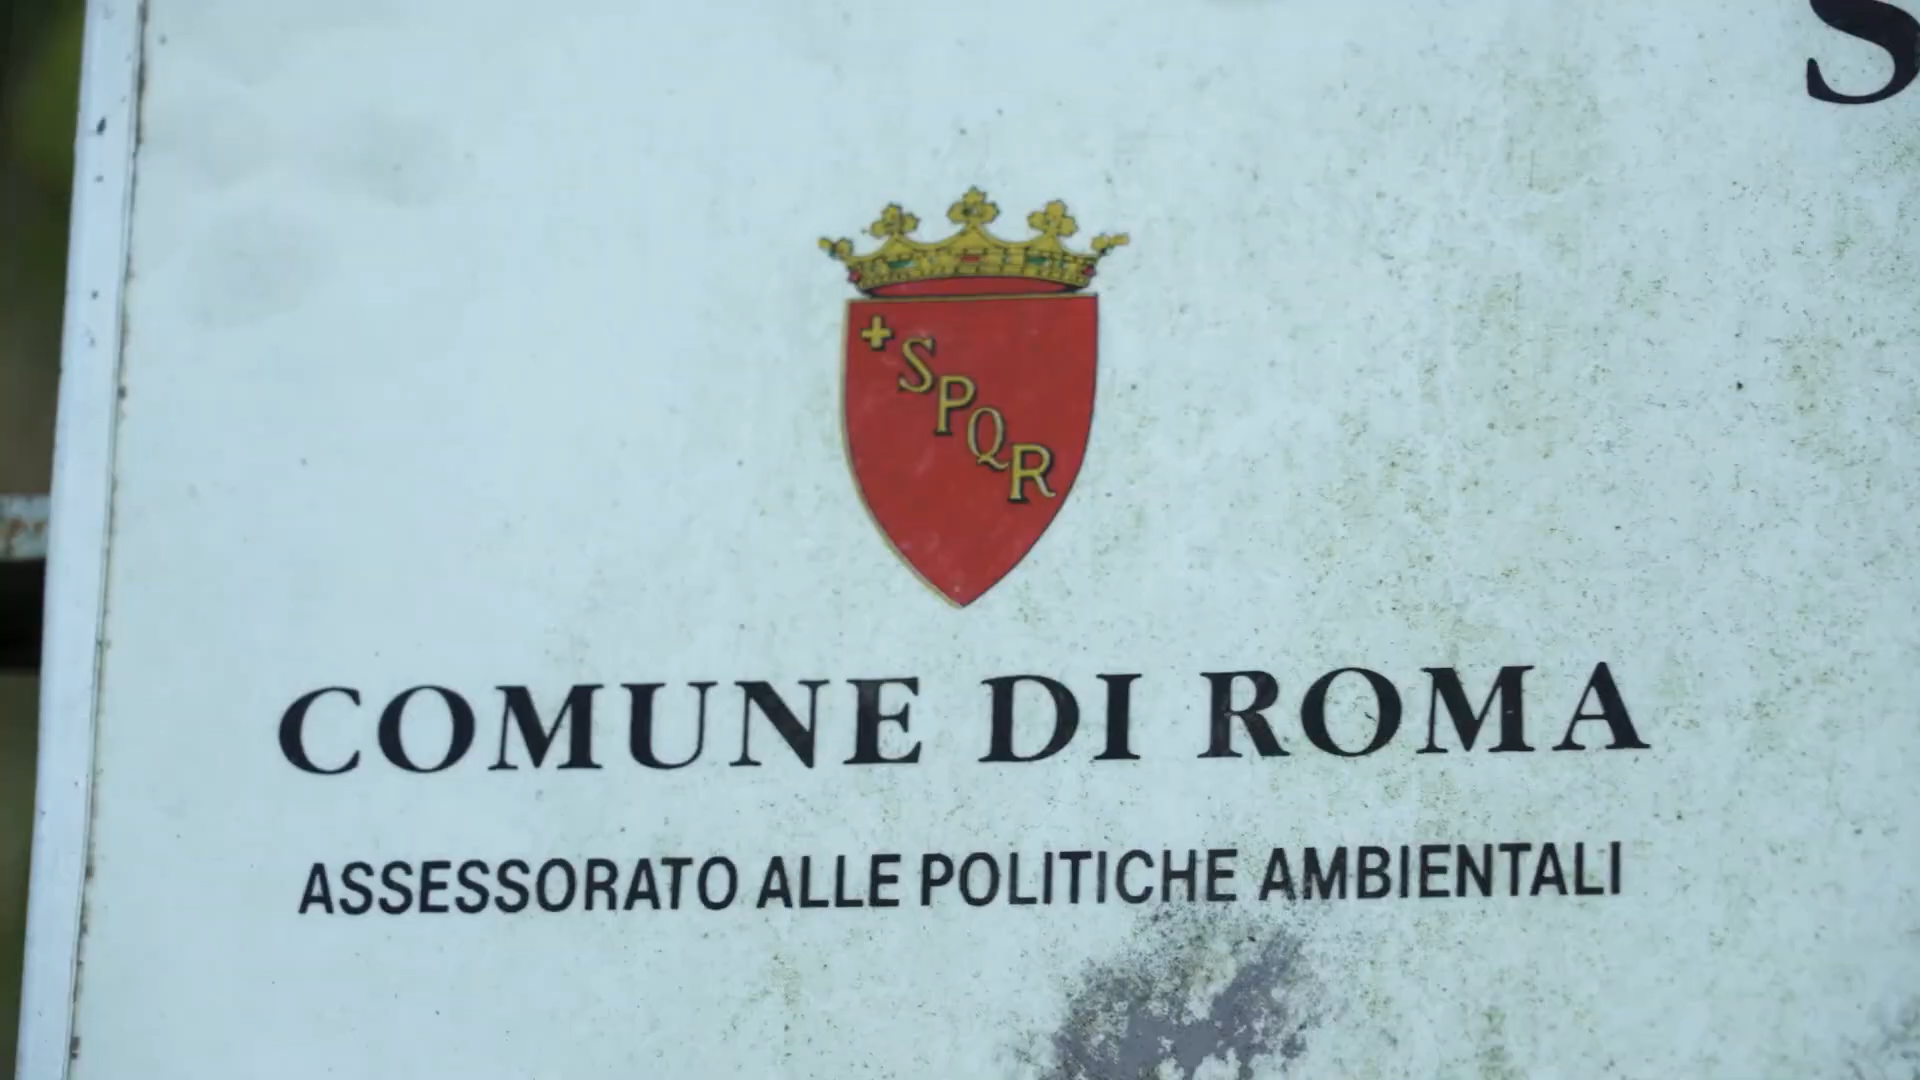 S
+SPQR
COMUNE DI ROMA
ASSESSORATO ALLE POLITICHE AMBIENTALI